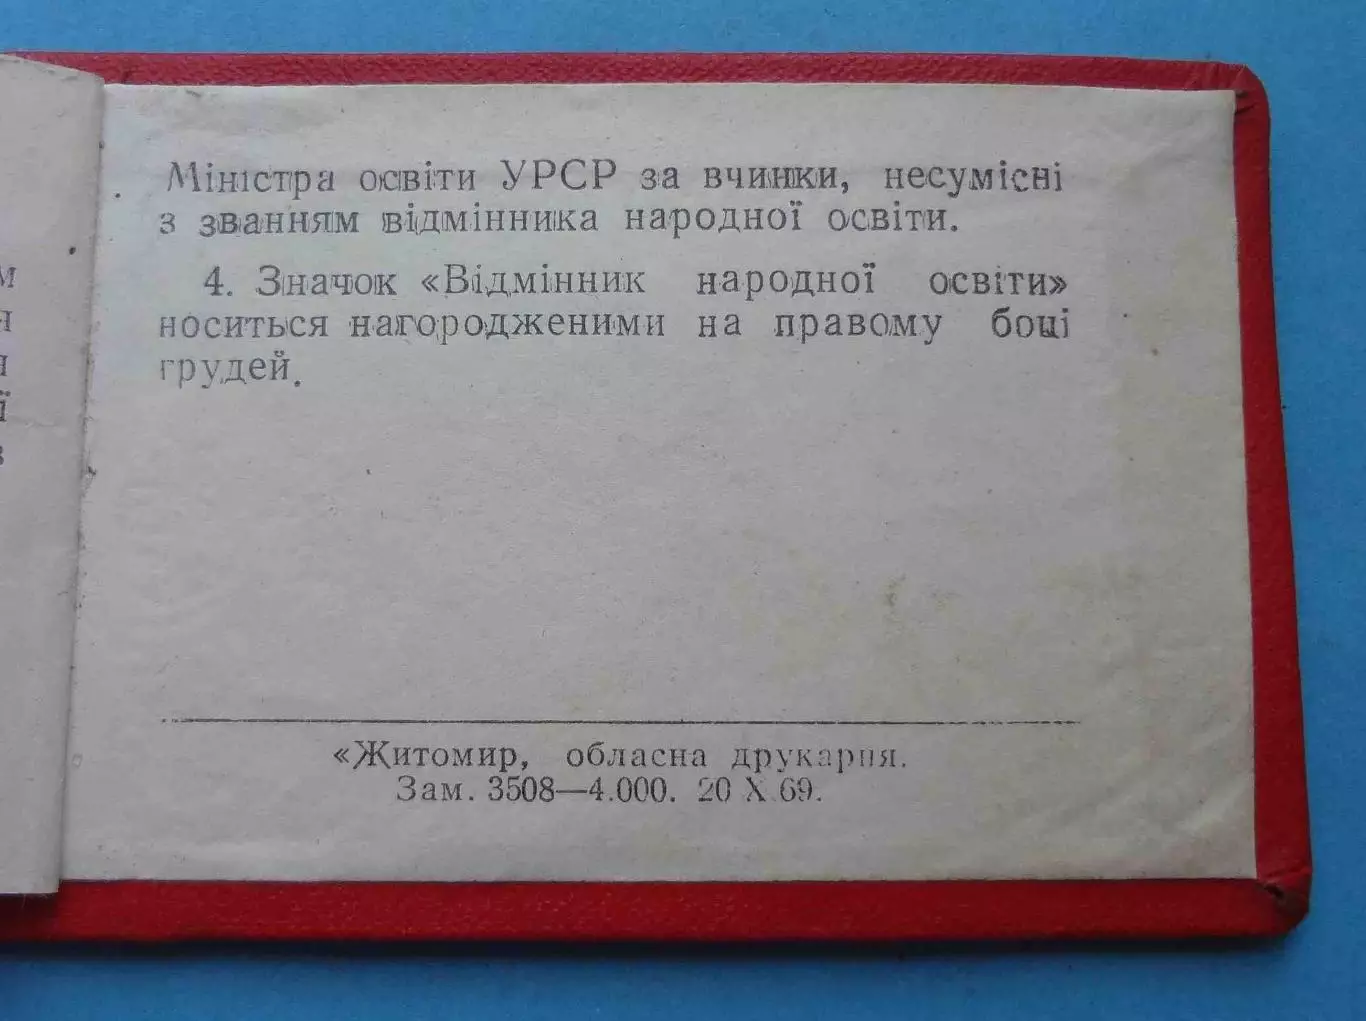 Міністра освіти УРСР за вчинки, несумісні
з званням відмінника народної освіти.
4. Значок «Відмінник народної освіти»
носиться нагородженими на правому боці
грудей.
«Житомир, обласна друкарня.
Зам. 3508—4.000. 20 X 69.